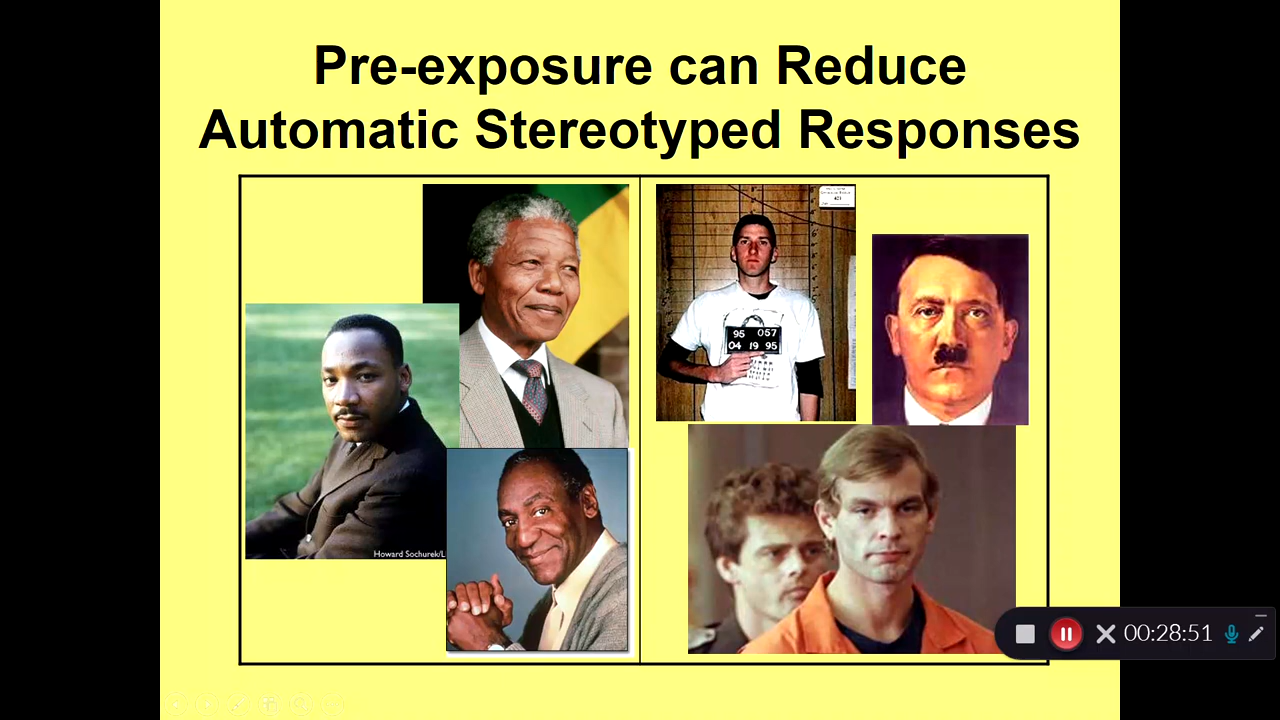 Pre-exposure can Reduce
Automatic Stereotyped Responses
95 057
04 19 95
Howard Sochurek/L
00:28:51